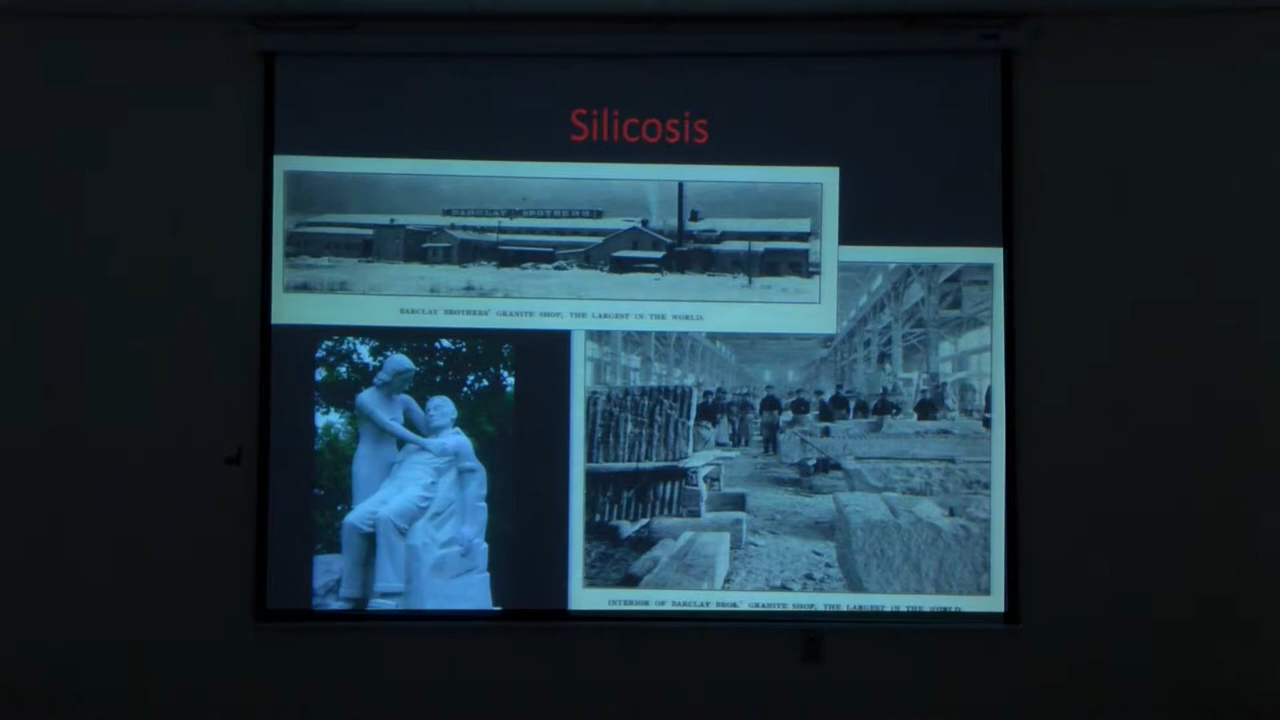 Silicosis
BARCLAY BROTHERS
BARCLAY BROTHERS' GRANITE SHOP, THE LARGEST IN THE WORLD.
INTERIOR OF BARCLAY BROS.' GRANITE SHOP, THE LARGEST IN THE WORLD.